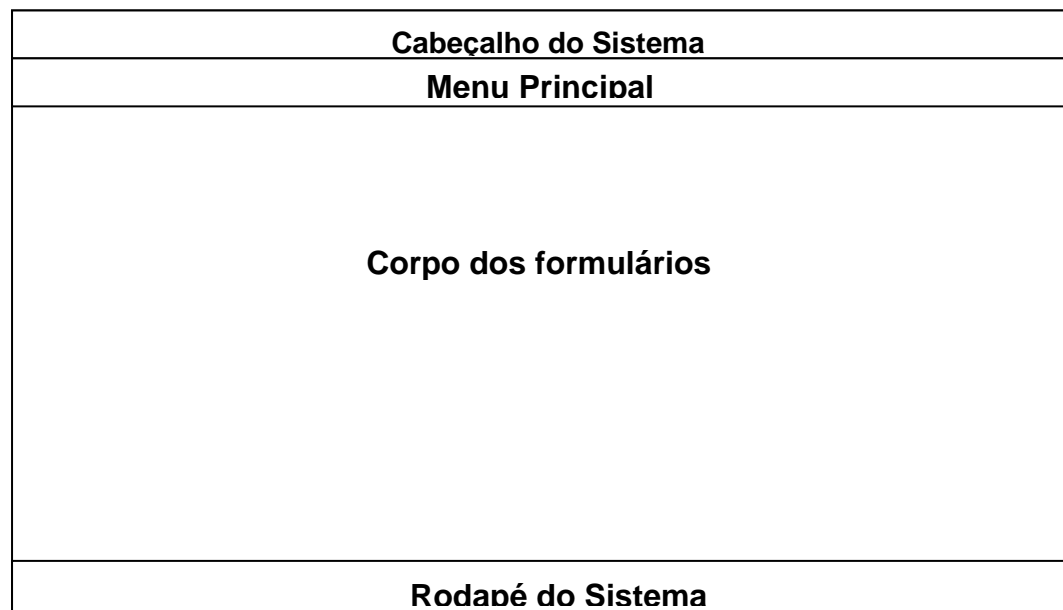 Cabeçalho do Sistema
Menu Principal
Corpo dos formulários
Rodapé do Sistema